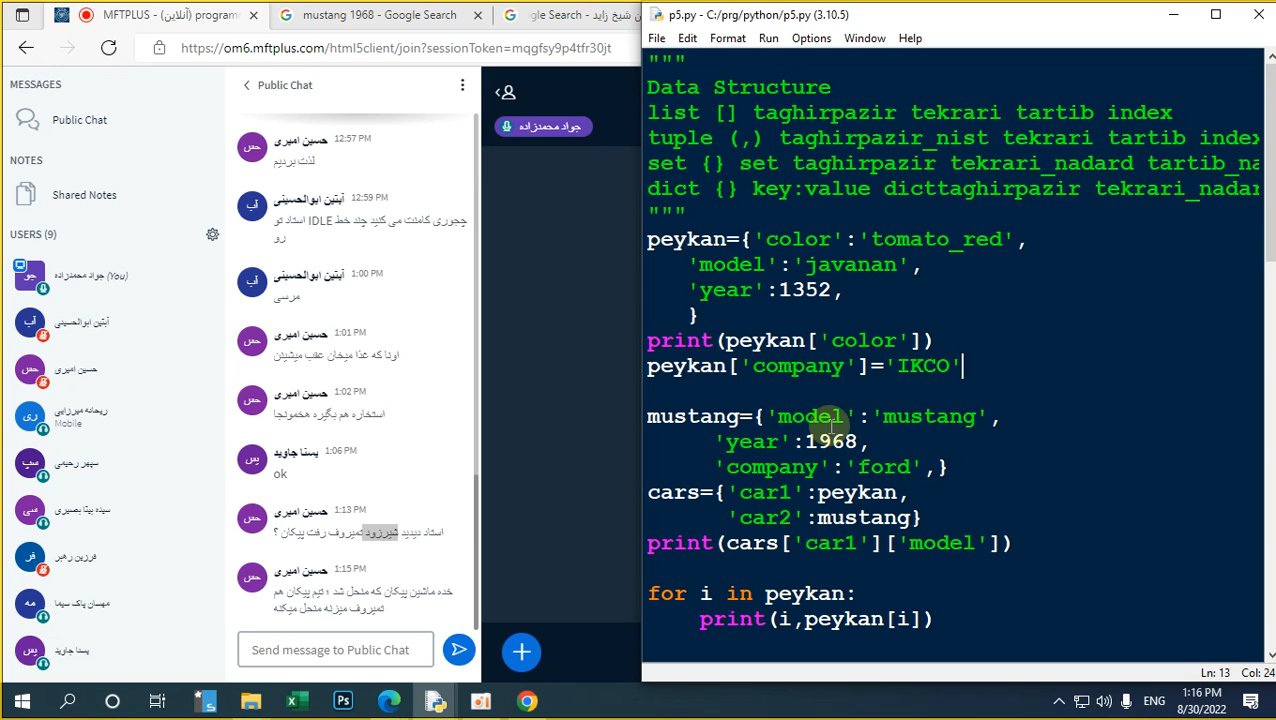 (آنلاین) MFTPLUS - program
mustang 1968 - Google Search
p5.py - C:/prg/python/p5.py (3.10.5)
https://om6.mftplus.com/html5client/join?sessionToken=mqgfsy9p4tfr30jt
File Edit Format Run Options Window Help
MESSAGES
Public Chat
NOTES
Shared Notes
USERS (9)
جواد محمدزاده (You)
آبتین ابوالحسینی
حسین امیری
ریحانه میرزایی
Mobile
سپهر رحیمی
سیده بیتا بصیری
فرزین رهبر
مهسان پاک سیما
یسنا جاوید
Public Chat
حسین امیری 12:57 PM
لذت بردیم
آبتین ابوالحسینی 12:59 PM
استاد تو IDLE چجوری کامنت می کنید چند خط
رو
آبتین ابوالحسینی 1:00 PM
مرسی
حسین امیری 1:01 PM
اونا که غذا میخان عقب میشینن
حسین امیری 1:02 PM
استخاره هم بگیره همونجا
یسنا جاوید 1:06 PM
ok
حسین امیری 1:13 PM
استاد دیدید شیرزود تمیروف رفت پیکان ؟
حسین امیری 1:15 PM
خده ماشین پیکان که منحل شد ؛ تیم پیکان هم
تمیروف میزنه منحل میکنه
Send message to Public Chat
جواد محمدزاده
"""
Data Structure
list [] taghirpazir tekrari tartib index
tuple (,) taghirpazir_nist tekrari tartib index
set {} set taghirpazir tekrari_nadard tartib_na
dict {} key:value dicttaghirpazir tekrari_nadar
"""
peykan={'color':'tomato_red',
'model':'javanan',
'year':1352,
}
print(peykan['color'])
peykan['company']='IKCO'
mustang={'model':'mustang',
'year':1968,
'company':'ford',}
cars={'car1':peykan,
'car2':mustang}
print(cars['car1']['model'])
for i in peykan:
print(i,peykan[i])
Ln: 13 Col: 24
ENG
1:16 PM
8/30/2022